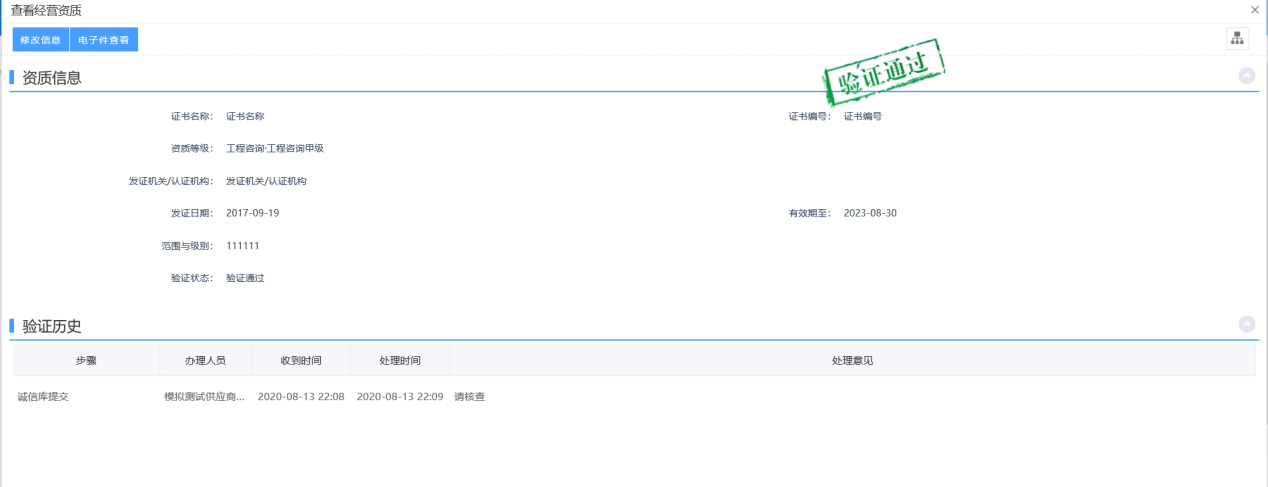 查看经营资质
修改信息 电子件查看
资质信息
验证通过
证书名称： 证书名称 证书编号： 证书编号
资质等级： 工程咨询·工程咨询甲级
发证机关/认证机构： 发证机关/认证机构
发证日期： 2017-09-19 有效期至： 2023-08-30
范围与级别： 111111
验证状态： 验证通过
验证历史
步骤 办理人员 收到时间 处理时间 处理意见
诚信库提交 模拟测试供应商... 2020-08-13 22:08 2020-08-13 22:09 请核查